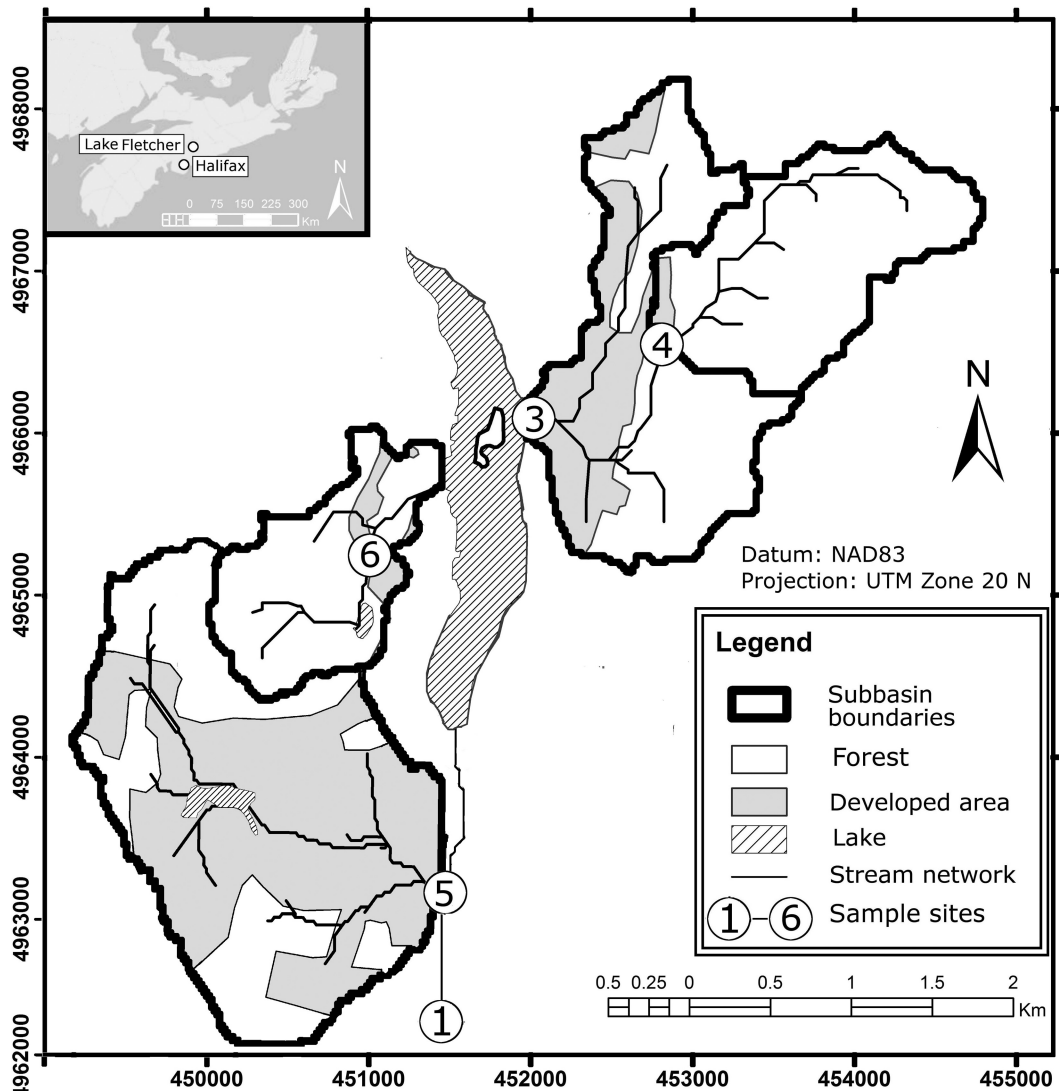 Lake Fletcher
Halifax
N
0 75 150 225 300
Km
4968000
4967000
4966000
4965000
4964000
4963000
4962000
3
4
6
5
1
N
Datum: NAD83
Projection: UTM Zone 20 N
Legend
Subbasin
boundaries
Forest
Developed area
Lake
Stream network
1-6 Sample sites
0.5 0.25 0 0.5 1 1.5 2
Km
450000 451000 452000 453000 454000 455000